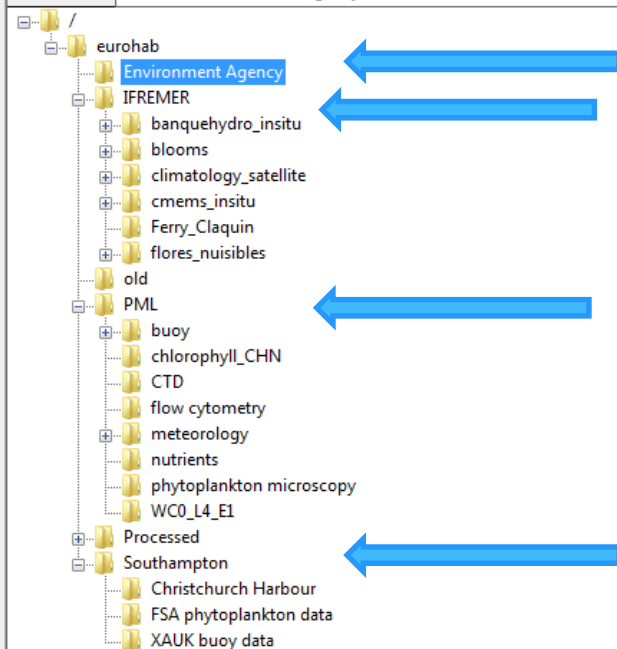 /
eurohab
Environment Agency
IFREMER
banquehydro_insitu
blooms
climatology_satellite
cmems_insitu
Ferry_Claquin
flores_nuisibles
old
PML
buoy
chlorophyll_CHN
CTD
flow cytometry
meteorology
nutrients
phytoplankton microscopy
WC0_L4_E1
Processed
Southampton
Christchurch Harbour
FSA phytoplankton data
XAUK buoy data